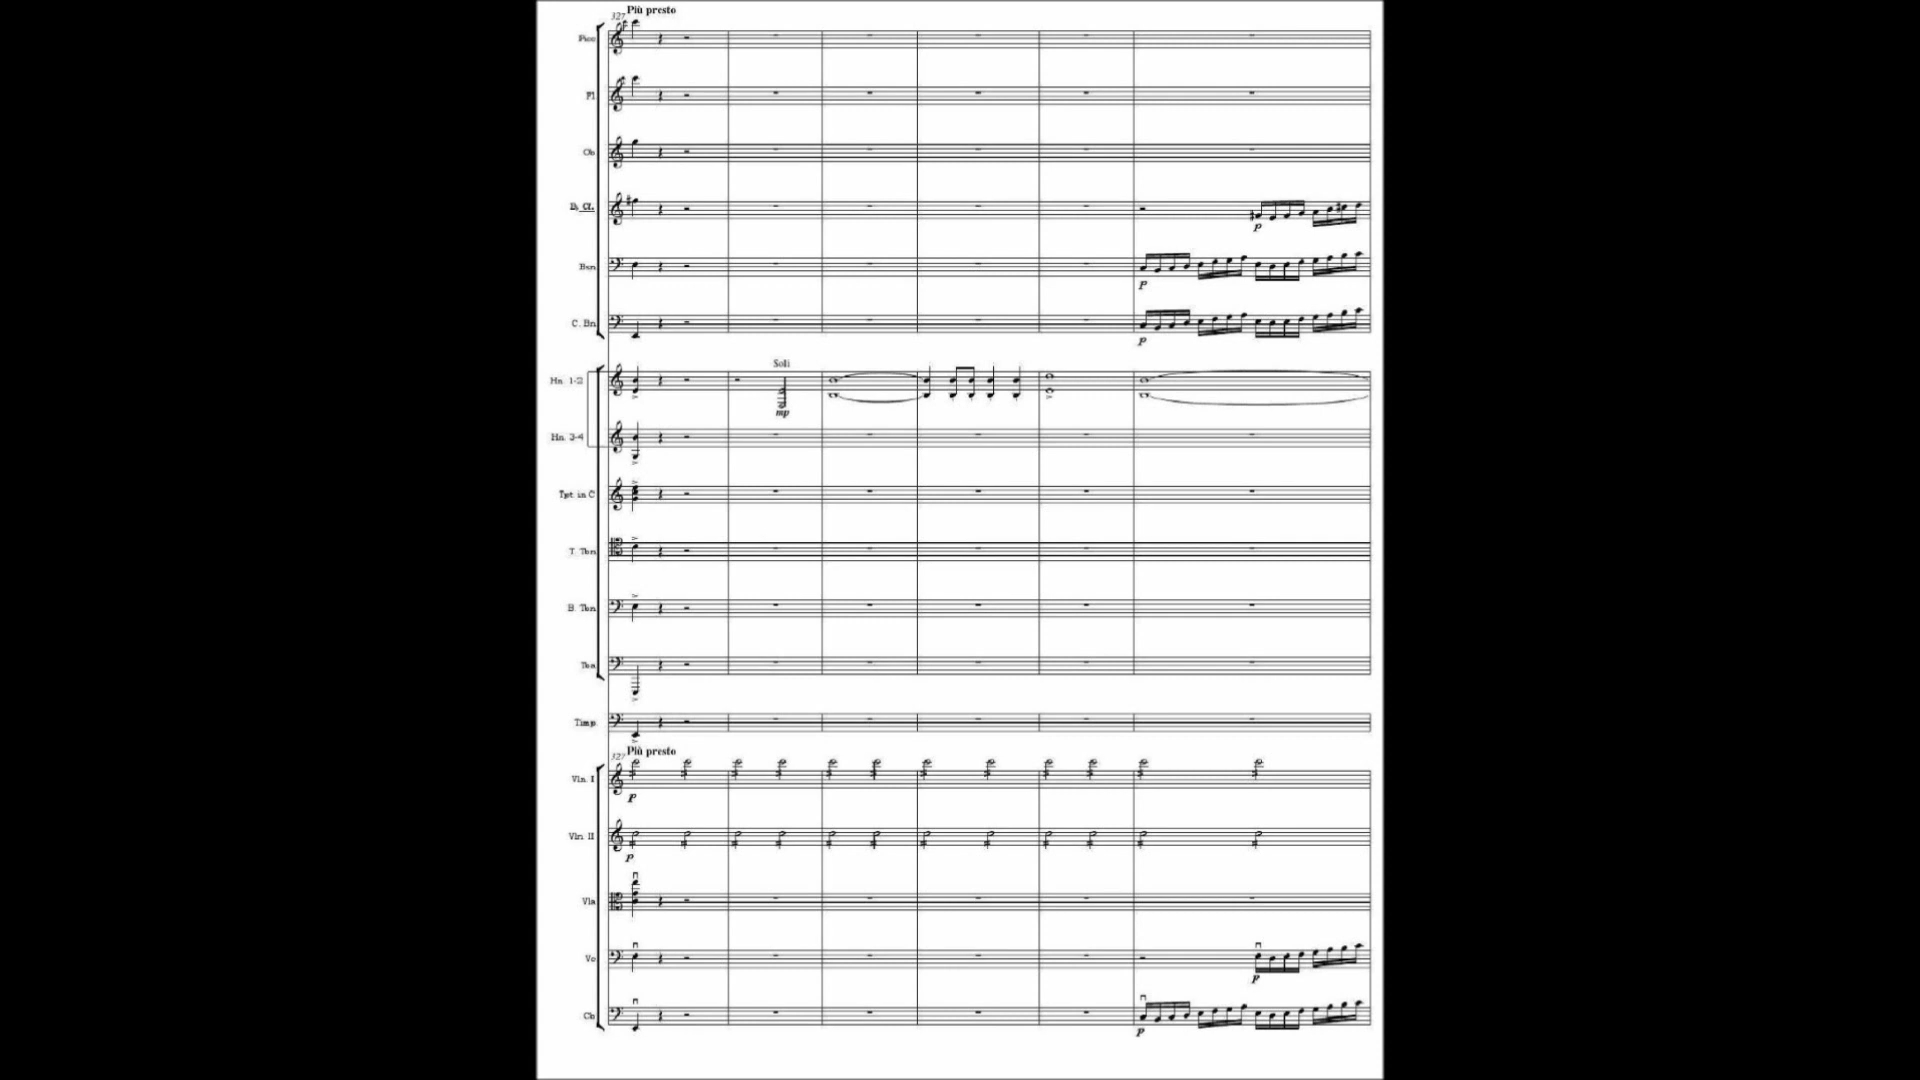 327 Più presto
Picc
Fl
Ob
B♭ Cl.
Bsn
p
C. Bn
p
p
Soli
Hn. 1-2
mp
Hn. 3-4
Tpt. in C
T. Tbn
B. Tbn
Tba
Timp.
327 Più presto
Vln. I
p
Vln. II
p
Vla
Vc
p
Cb
p